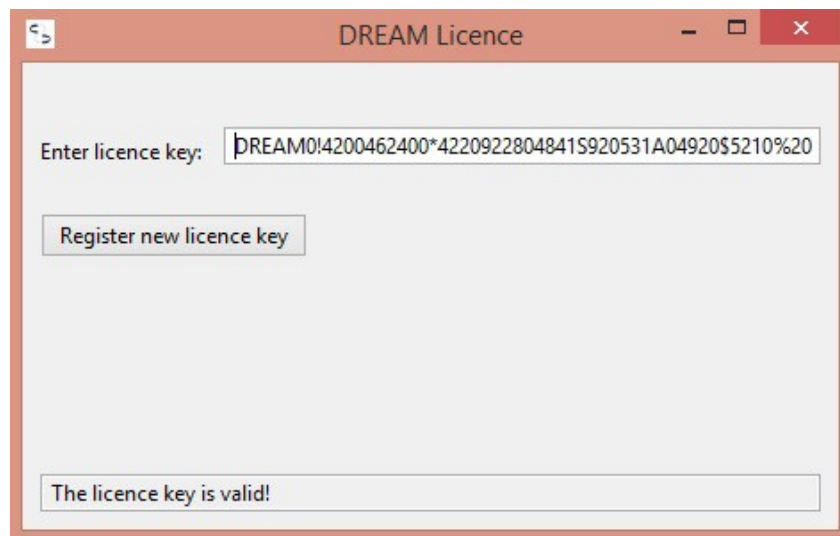 DREAM Licence
Enter licence key: DREAM0!4200462400*4220922804841S920531A04920$5210%20
Register new licence key
The licence key is valid!